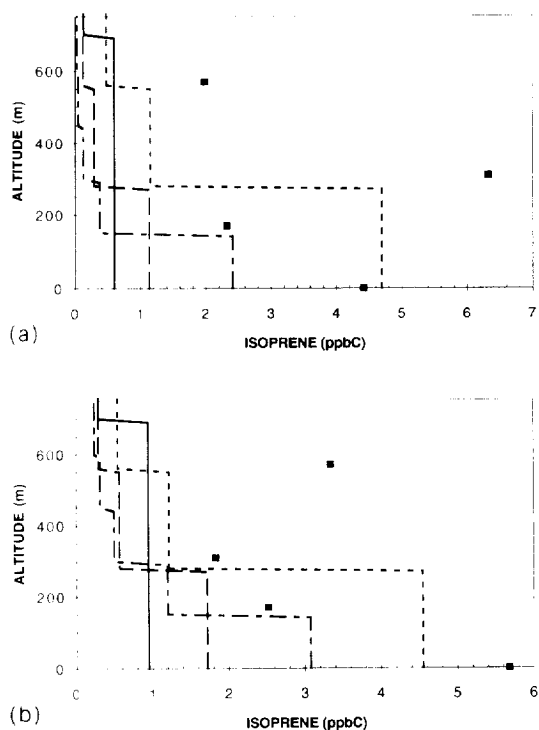 600
400
200
0
ALTITUDE (m)
0 1 2 3 4 5 6 7
ISOPRENE (ppbC)
(a)
600
400
200
0
ALTITUDE (m)
0 1 2 3 4 5 6
ISOPRENE (ppbC)
(b)